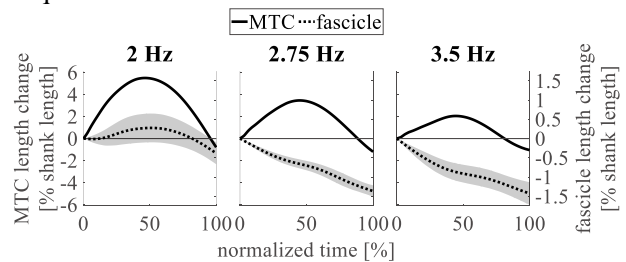 MTC fascicle
2 Hz 2.75 Hz 3.5 Hz
MTC length change
[% shank length]
6
4
2
0
-2
-4
-6
1.5
1
0.5
0
-0.5
-1
-1.5
fascicle length change
[% shank length]
0 50 100 0 50 100 0 50 100
normalized time [%]